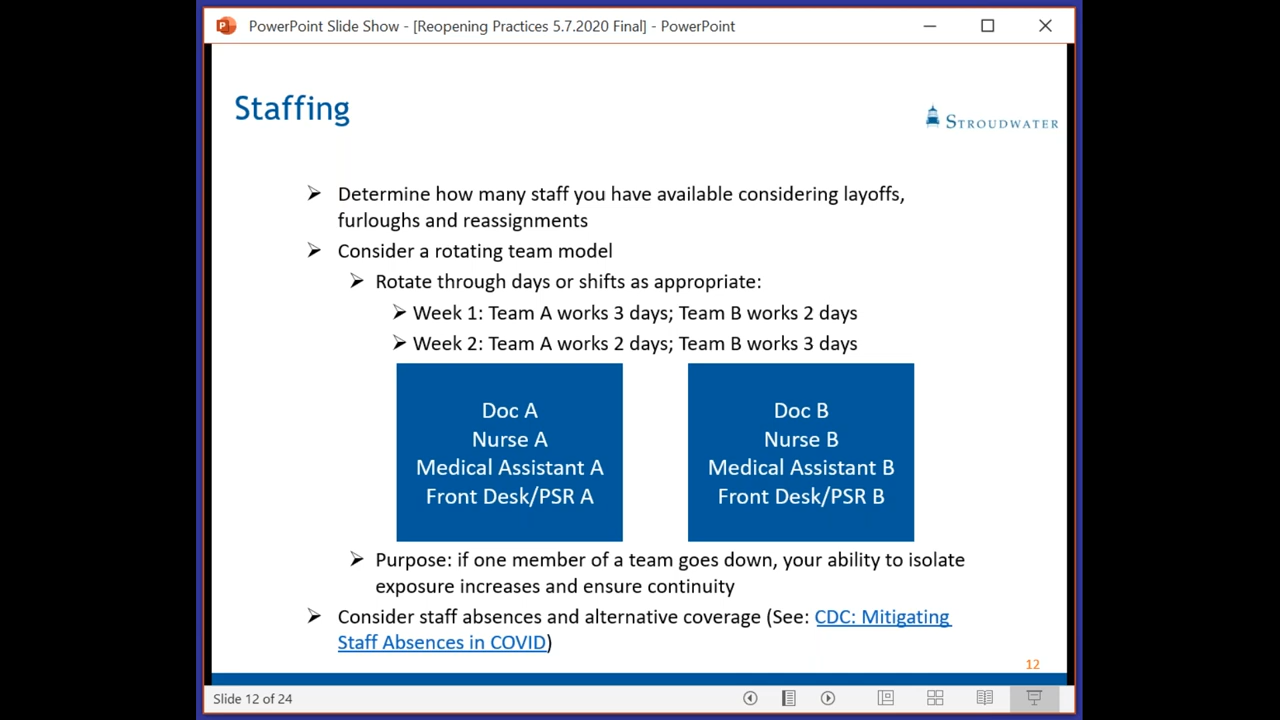 PowerPoint Slide Show - [Reopening Practices 5.7.2020 Final] - PowerPoint
Staffing
STROUDWATER
Determine how many staff you have available considering layoffs,
furloughs and reassignments
Consider a rotating team model
Rotate through days or shifts as appropriate:
Week 1: Team A works 3 days; Team B works 2 days
Week 2: Team A works 2 days; Team B works 3 days
Doc A
Nurse A
Medical Assistant A
Front Desk/PSR A
Doc B
Nurse B
Medical Assistant B
Front Desk/PSR B
Purpose: if one member of a team goes down, your ability to isolate
exposure increases and ensure continuity
Consider staff absences and alternative coverage (See: CDC: Mitigating
Staff Absences in COVID)
12
Slide 12 of 24